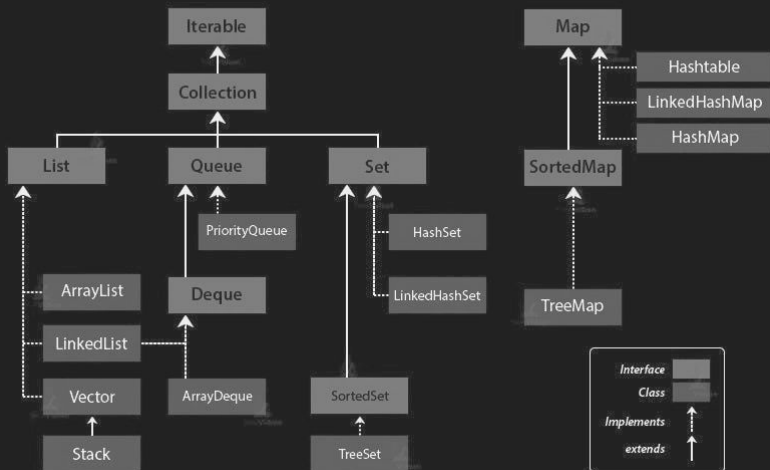 Iterable
Map
Hashtable
Collection
LinkedHashMap
HashMap
List
Queue
Set
SortedMap
PriorityQueue
HashSet
ArrayList
Deque
LinkedHashSet
TreeMap
LinkedList
Vector
ArrayDeque
SortedSet
Stack
TreeSet
Interface
Class
Implements
extends